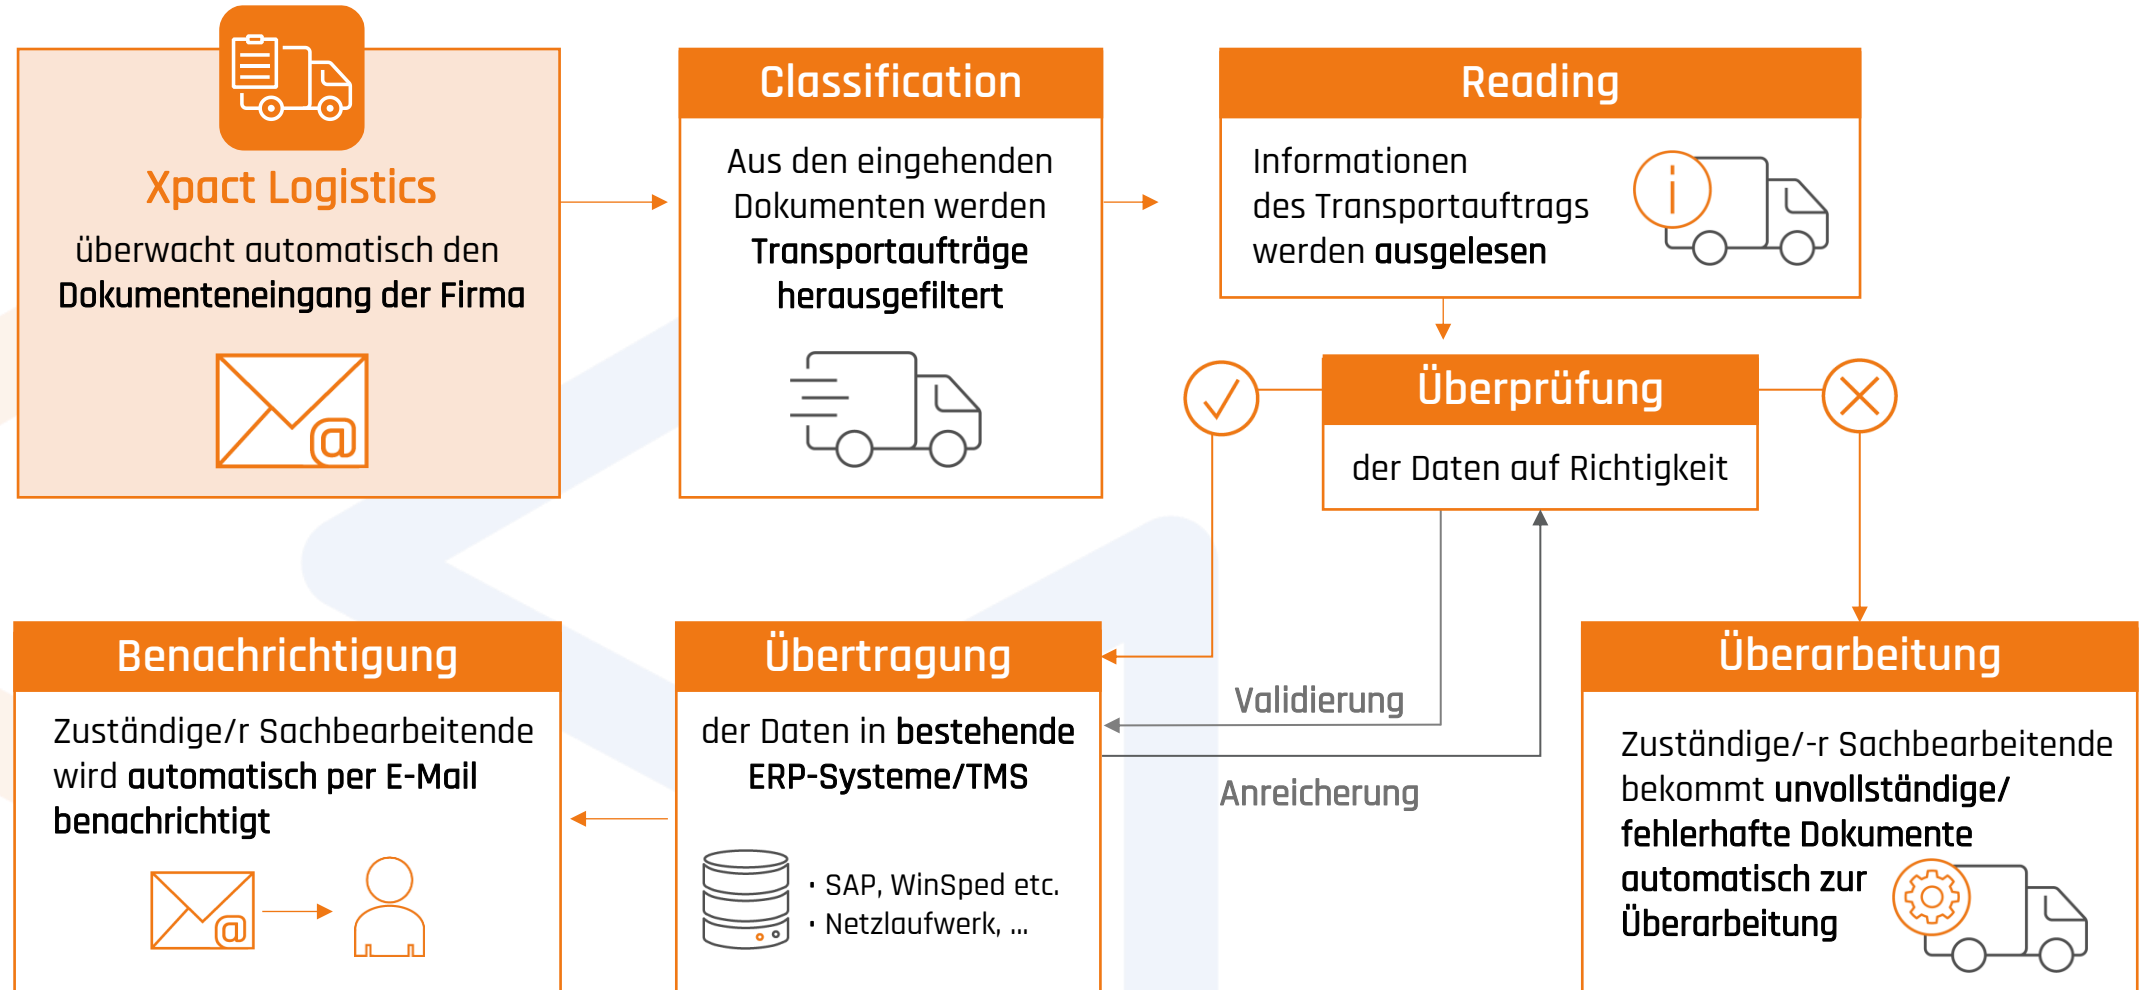 Xpact Logistics
überwacht automatisch den
Dokumenteneingang der Firma
@
Classification
Aus den eingehenden
Dokumenten werden
Transportaufträge
herausgefiltert
Reading
Informationen
des Transportauftrags
werden ausgelesen
i
Überprüfung
der Daten auf Richtigkeit
Validierung
Anreicherung
Benachrichtigung
Zuständige/r Sachbearbeitende
wird automatisch per E-Mail
benachrichtigt
@
Übertragung
der Daten in bestehende
ERP-Systeme/TMS
· SAP, WinSped etc.
· Netzlaufwerk, ...
Überarbeitung
Zuständige/-r Sachbearbeitende
bekommt unvollständige/
fehlerhafte Dokumente
automatisch zur
Überarbeitung